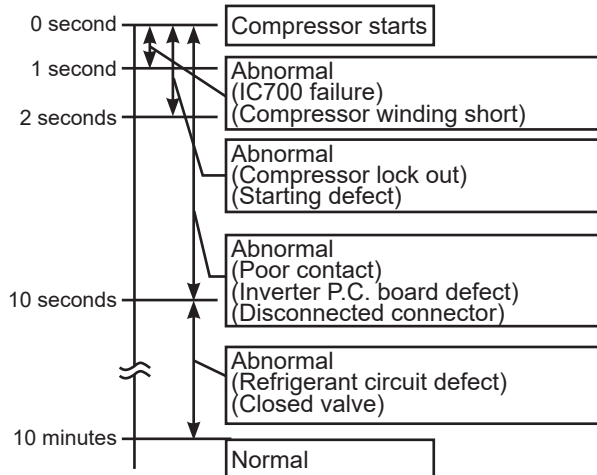 0 second
Compressor starts
1 second
Abnormal
(IC700 failure)
(Compressor winding short)
2 seconds
Abnormal
(Compressor lock out)
(Starting defect)
Abnormal
(Poor contact)
(Inverter P.C. board defect)
(Disconnected connector)
10 seconds
Abnormal
(Refrigerant circuit defect)
(Closed valve)
10 minutes
Normal